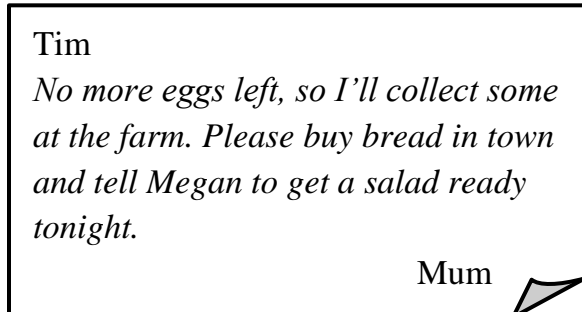 Tim
No more eggs left, so I’ll collect some
at the farm. Please buy bread in town
and tell Megan to get a salad ready
tonight.
Mum